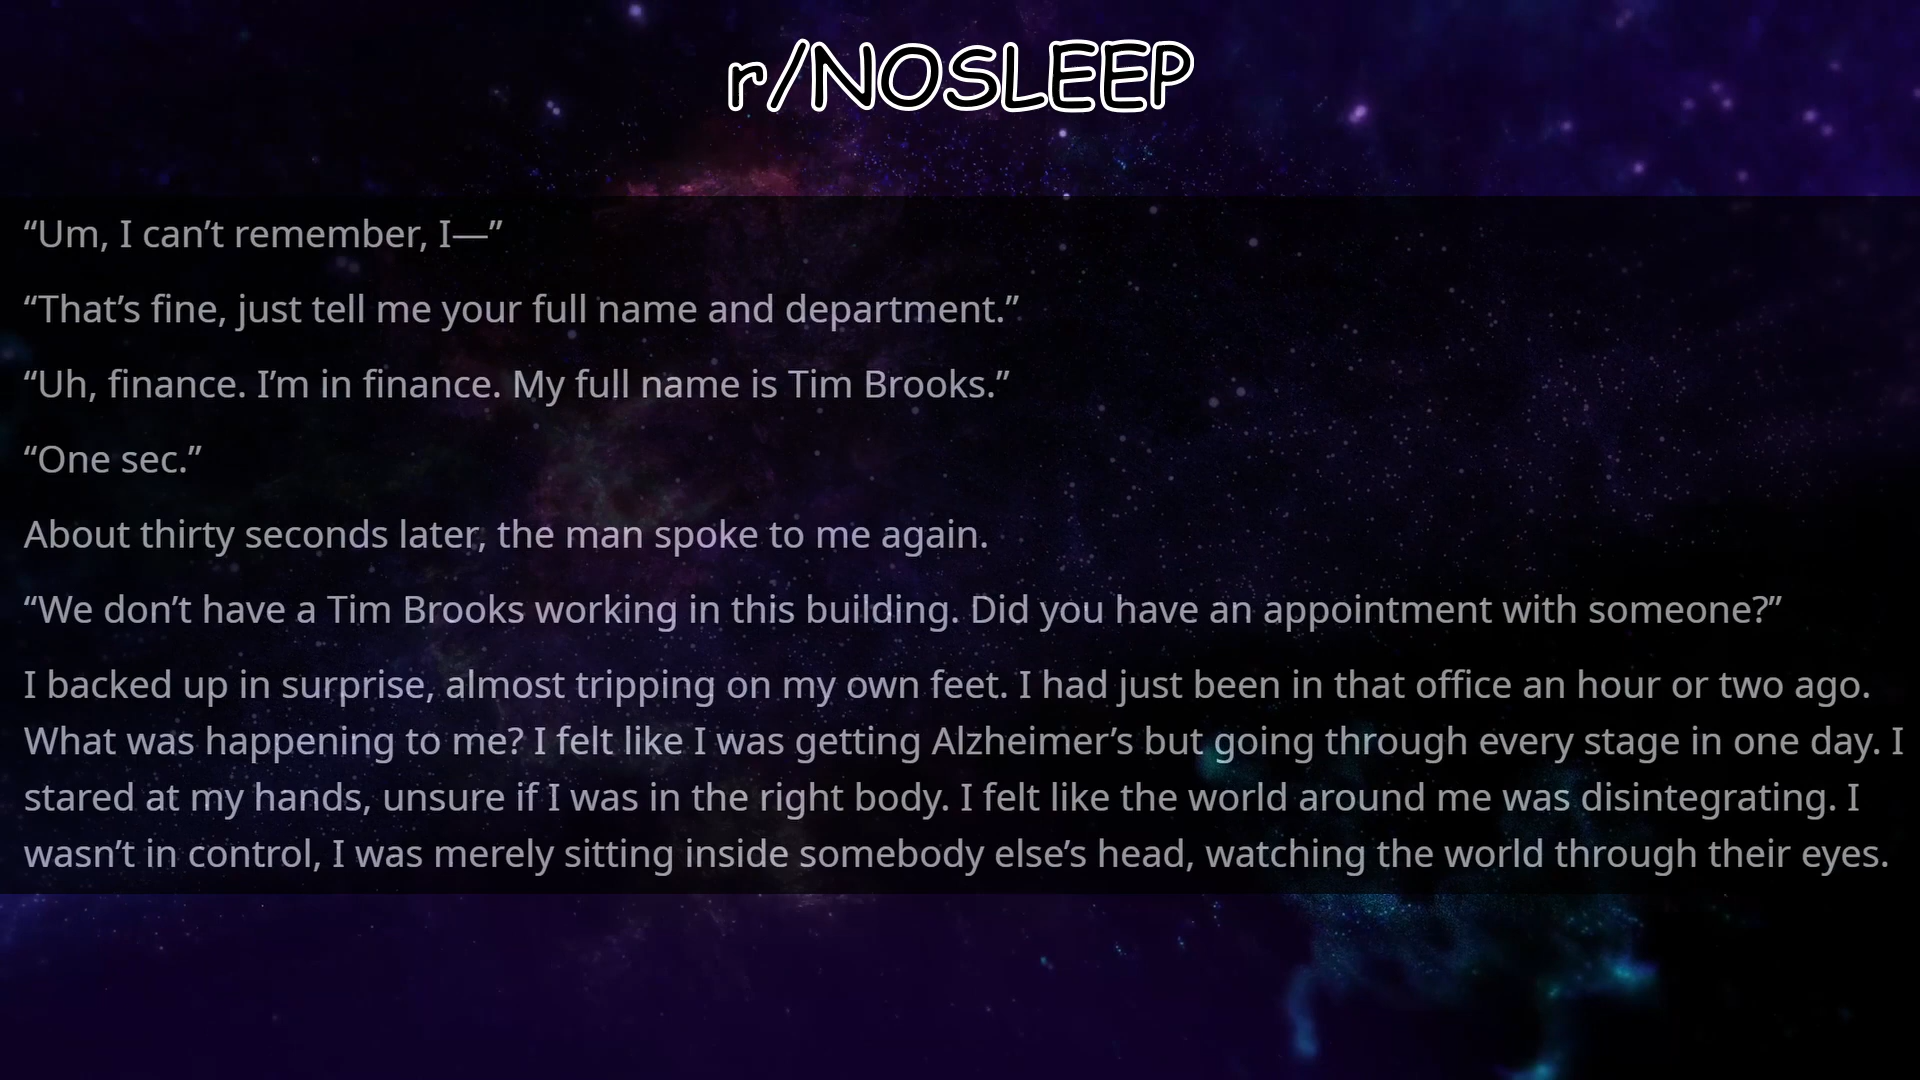 r/NOSLEEP
“Um, I can’t remember, I—”
“That’s fine, just tell me your full name and department.”
“Uh, finance. I’m in finance. My full name is Tim Brooks.”
“One sec.”
About thirty seconds later, the man spoke to me again.
“We don’t have a Tim Brooks working in this building. Did you have an appointment with someone?”
I backed up in surprise, almost tripping on my own feet. I had just been in that office an hour or two ago.
What was happening to me? I felt like I was getting Alzheimer’s but going through every stage in one day. I
stared at my hands, unsure if I was in the right body. I felt like the world around me was disintegrating. I
wasn’t in control, I was merely sitting inside somebody else’s head, watching the world through their eyes.